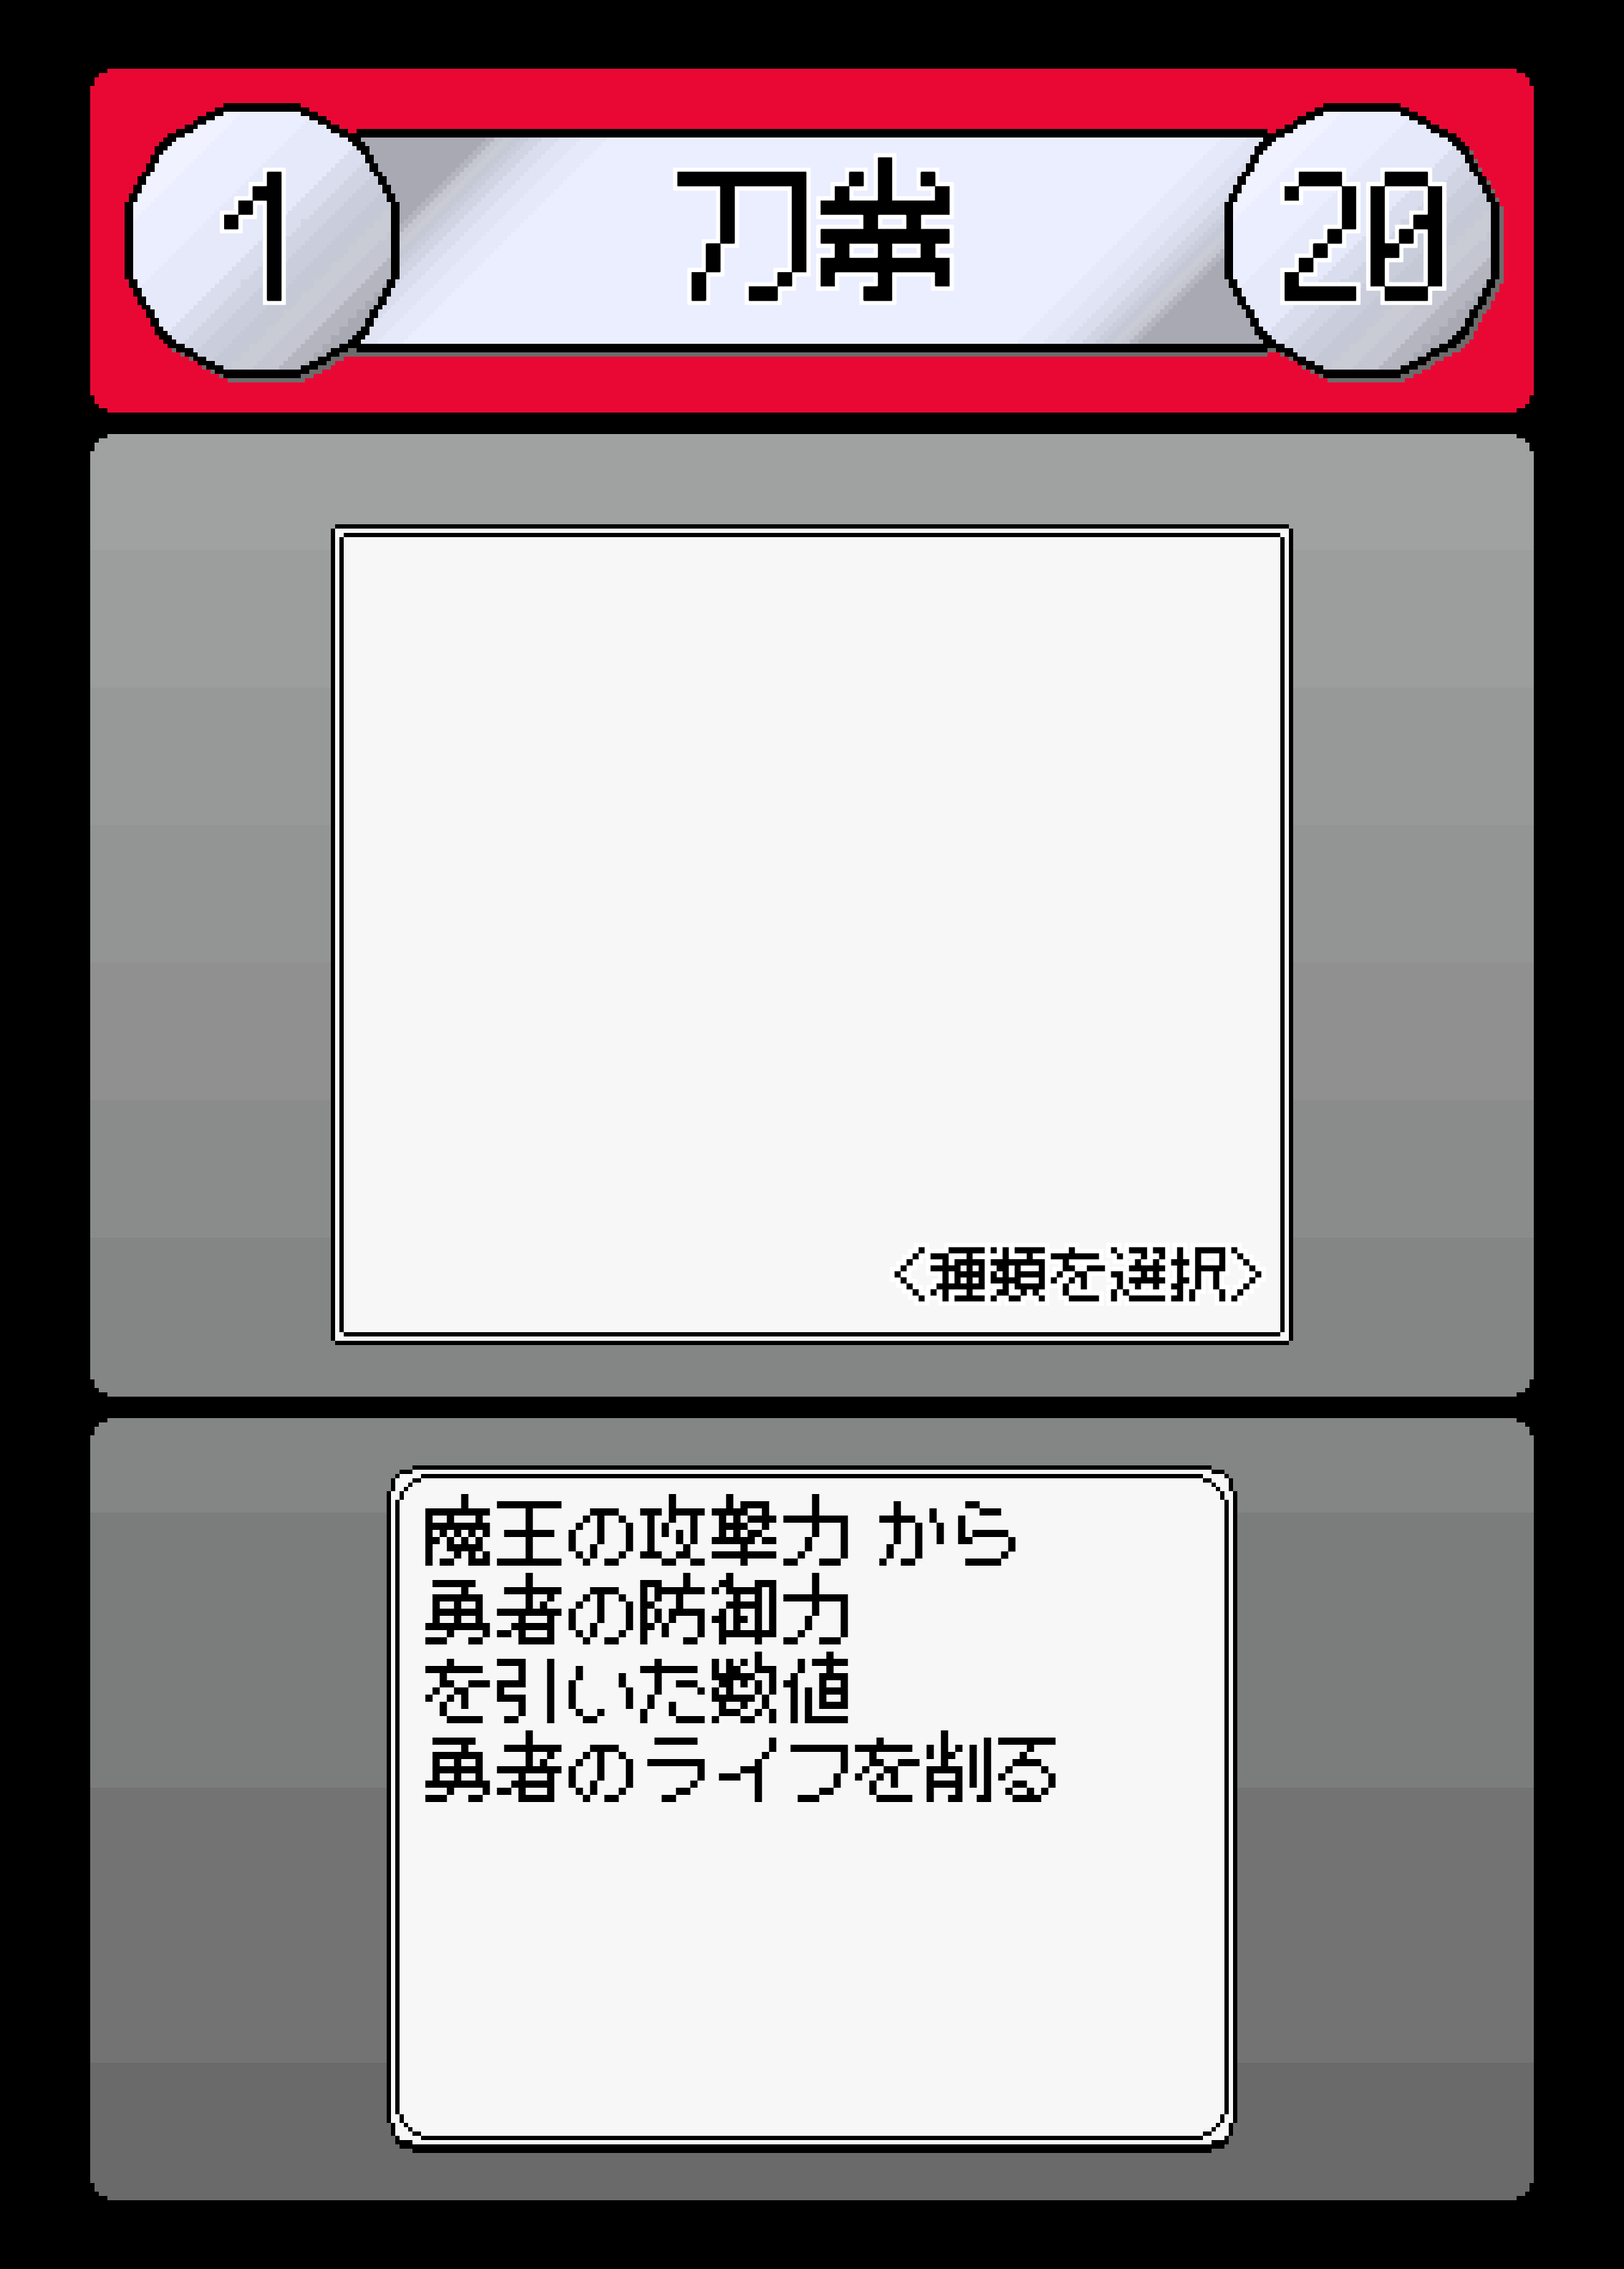 1 刀拳 20
<種類を選択>
魔王の攻撃力 から
勇者の防御力
を引いた数値
勇者のライフを削る